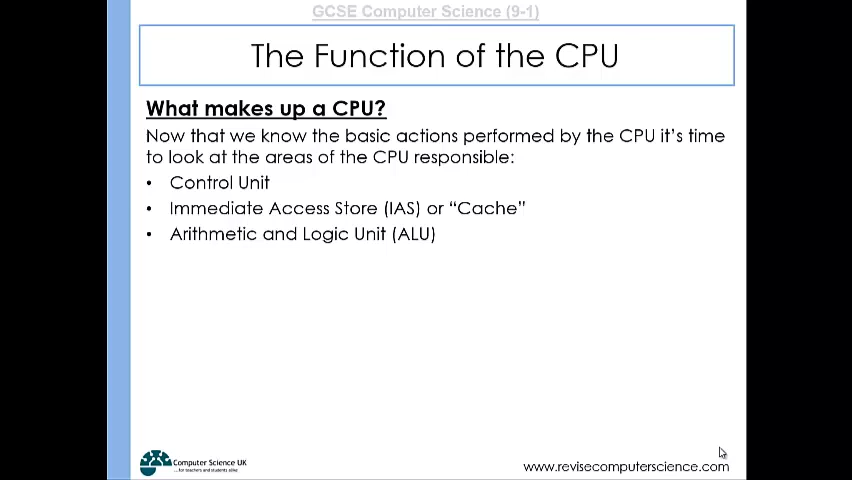 GCSE Computer Science (9-1)
The Function of the CPU
What makes up a CPU?
Now that we know the basic actions performed by the CPU it's time
to look at the areas of the CPU responsible:
• Control Unit
• Immediate Access Store (IAS) or “Cache”
• Arithmetic and Logic Unit (ALU)
Computer Science UK
...for teachers and students alike
www.revisecomputerscience.com